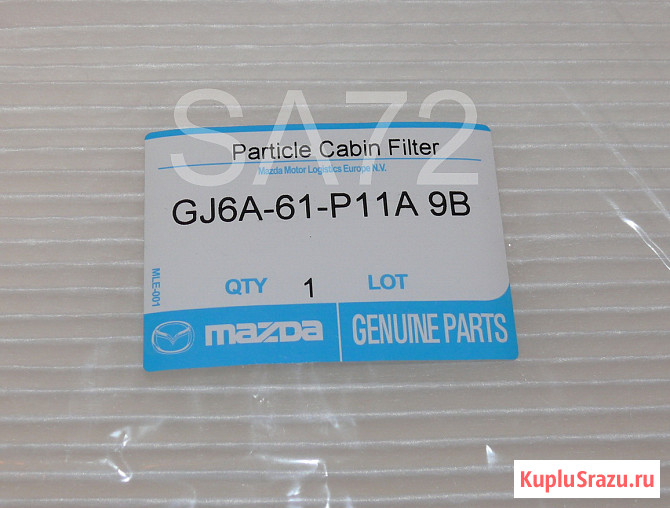 SA72
Particle Cabin Filter
Mazda Motor Logistics Europe N.V.
GJ6A-61-P11A 9B
QTY 1 LOT
MLE-001
mazda GENUINE PARTS
KupluSrazu.ru